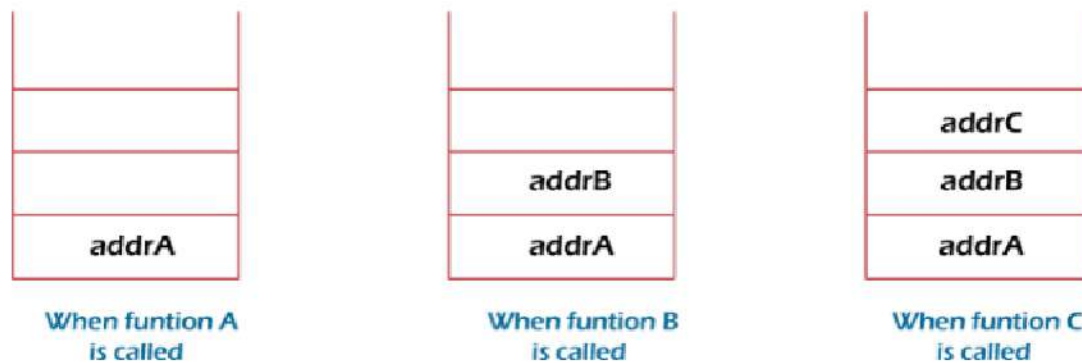 addrC
addrB
addrB
addrA
addrA
addrA
When funtion A
is called
When funtion B
is called
When funtion C
is called